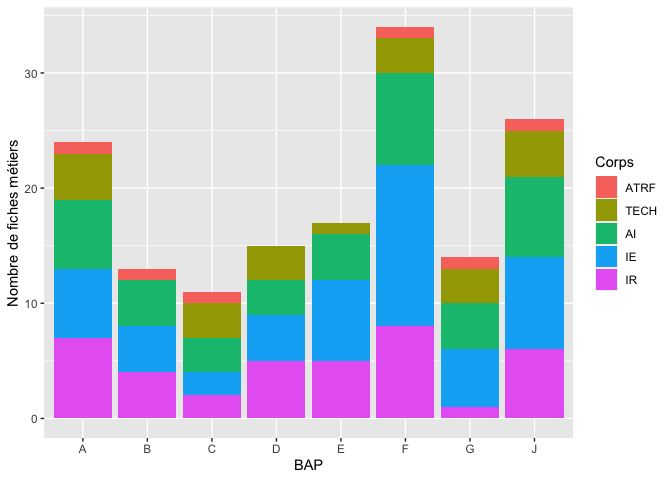 30
20
10
0
Nombre de fiches métiers
A B C D E F G J
BAP
Corps
ATRF
TECH
AI
IE
IR